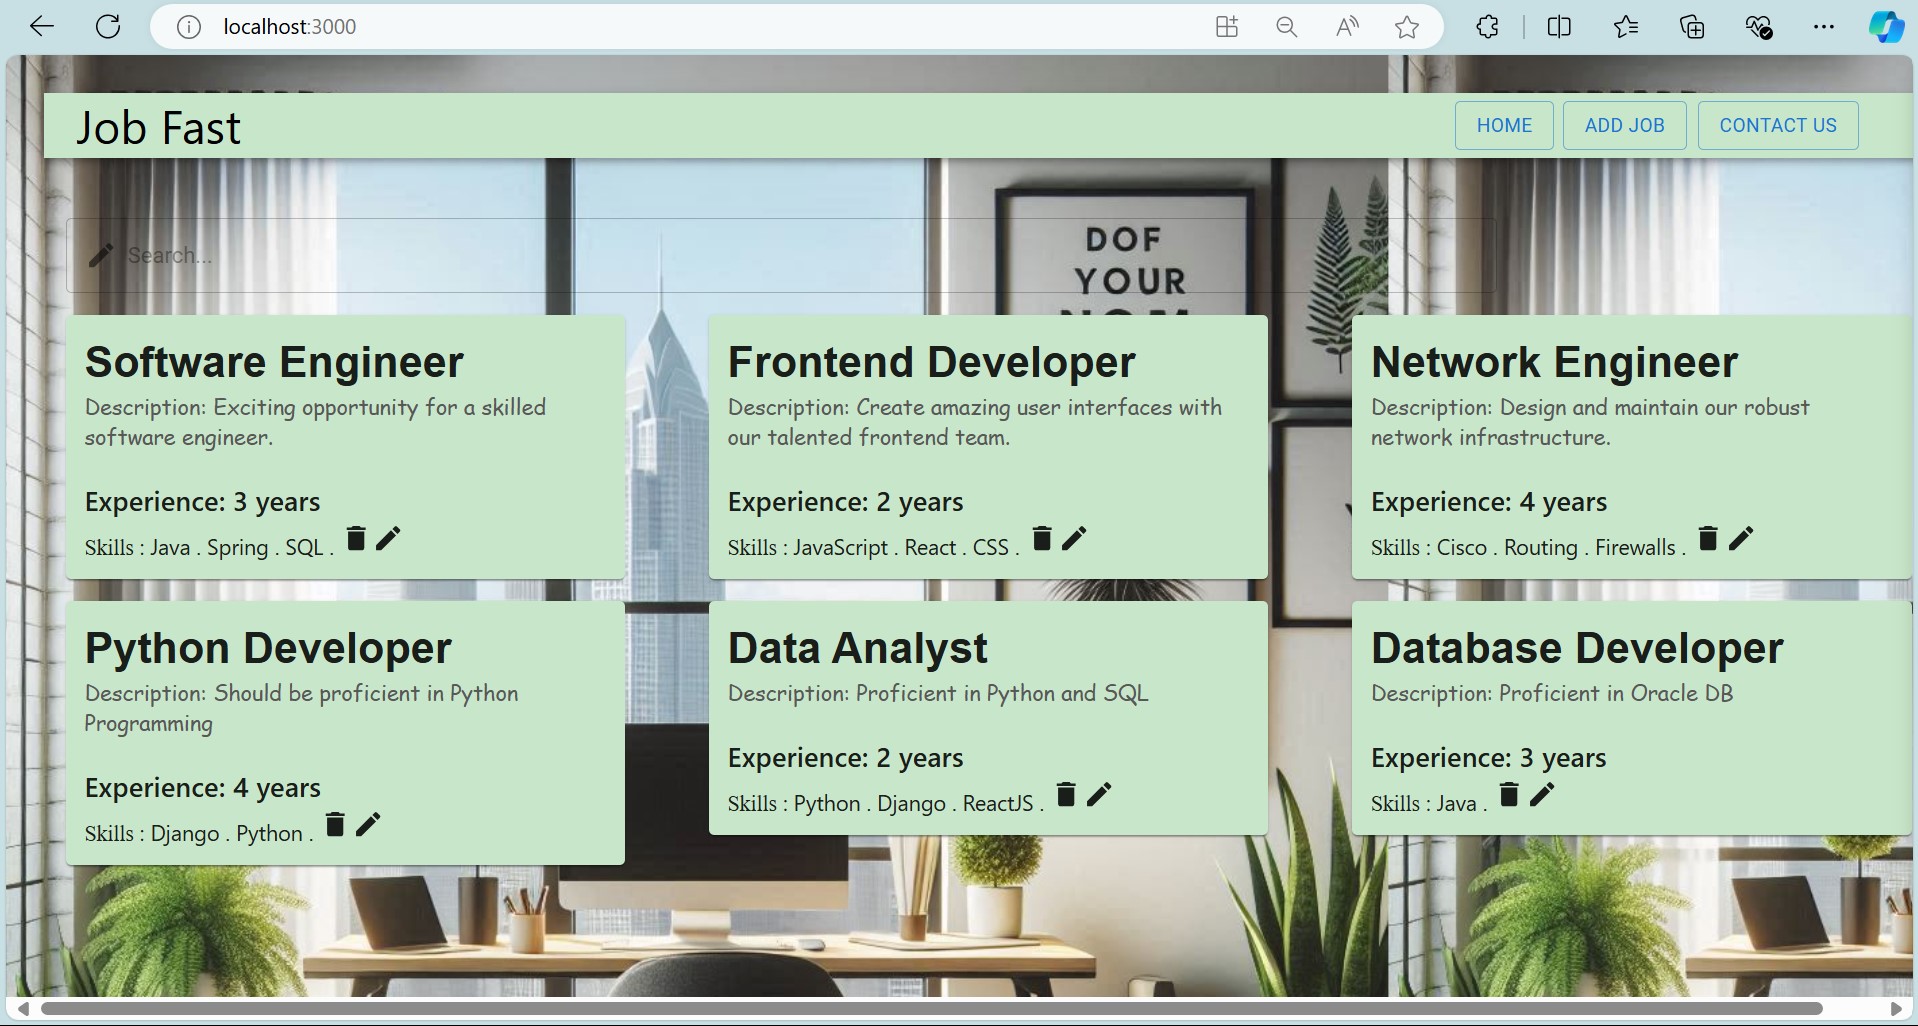 localhost:3000
Job Fast
HOME
ADD JOB
CONTACT US
Search...
DOF
YOUR
Software Engineer
Description: Exciting opportunity for a skilled
software engineer.
Experience: 3 years
Skills : Java . Spring . SQL .
Frontend Developer
Description: Create amazing user interfaces with
our talented frontend team.
Experience: 2 years
Skills : JavaScript . React . CSS .
Network Engineer
Description: Design and maintain our robust
network infrastructure.
Experience: 4 years
Skills : Cisco . Routing . Firewalls .
Python Developer
Description: Should be proficient in Python
Programming
Experience: 4 years
Skills : Django . Python .
Data Analyst
Description: Proficient in Python and SQL
Experience: 2 years
Skills : Python . Django . ReactJS .
Database Developer
Description: Proficient in Oracle DB
Experience: 3 years
Skills : Java .